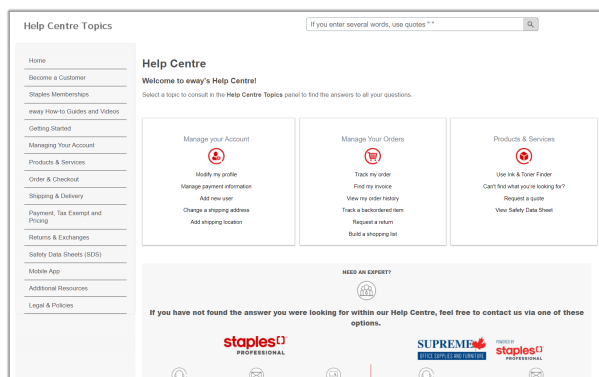 Help Centre Topics
If you enter several words, use quotes " "
Home
Become a Customer
Staples Memberships
eway How-to Guides and Videos
Getting Started
Managing Your Account
Products & Services
Order & Checkout
Shipping & Delivery
Payment, Tax Exempt and
Pricing
Returns & Exchanges
Safety Data Sheets (SDS)
Mobile App
Additional Resources
Legal & Policies
Help Centre
Welcome to eway's Help Centre!
Select a topic to consult in the Help Centre Topics panel to find the answers to all your questions.
Manage your Account
Modify my profile
Manage payment information
Add new user
Change a shipping address
Add shipping location
Manage Your Orders
Track my order
Find my invoice
View my order history
Track a backordered item
Request a return
Build a shopping list
Products & Services
Use Ink & Toner Finder
Can't find what you're looking for?
Request a quote
View Safety Data Sheet
NEED AN EXPERT?
If you have not found the answer you were looking for within our Help Centre, feel free to contact us via one of these
options.
staples
PROFESSIONAL
SUPREME
OFFICE SUPPLIES AND FURNITURE
POWERED BY
staples
PROFESSIONAL